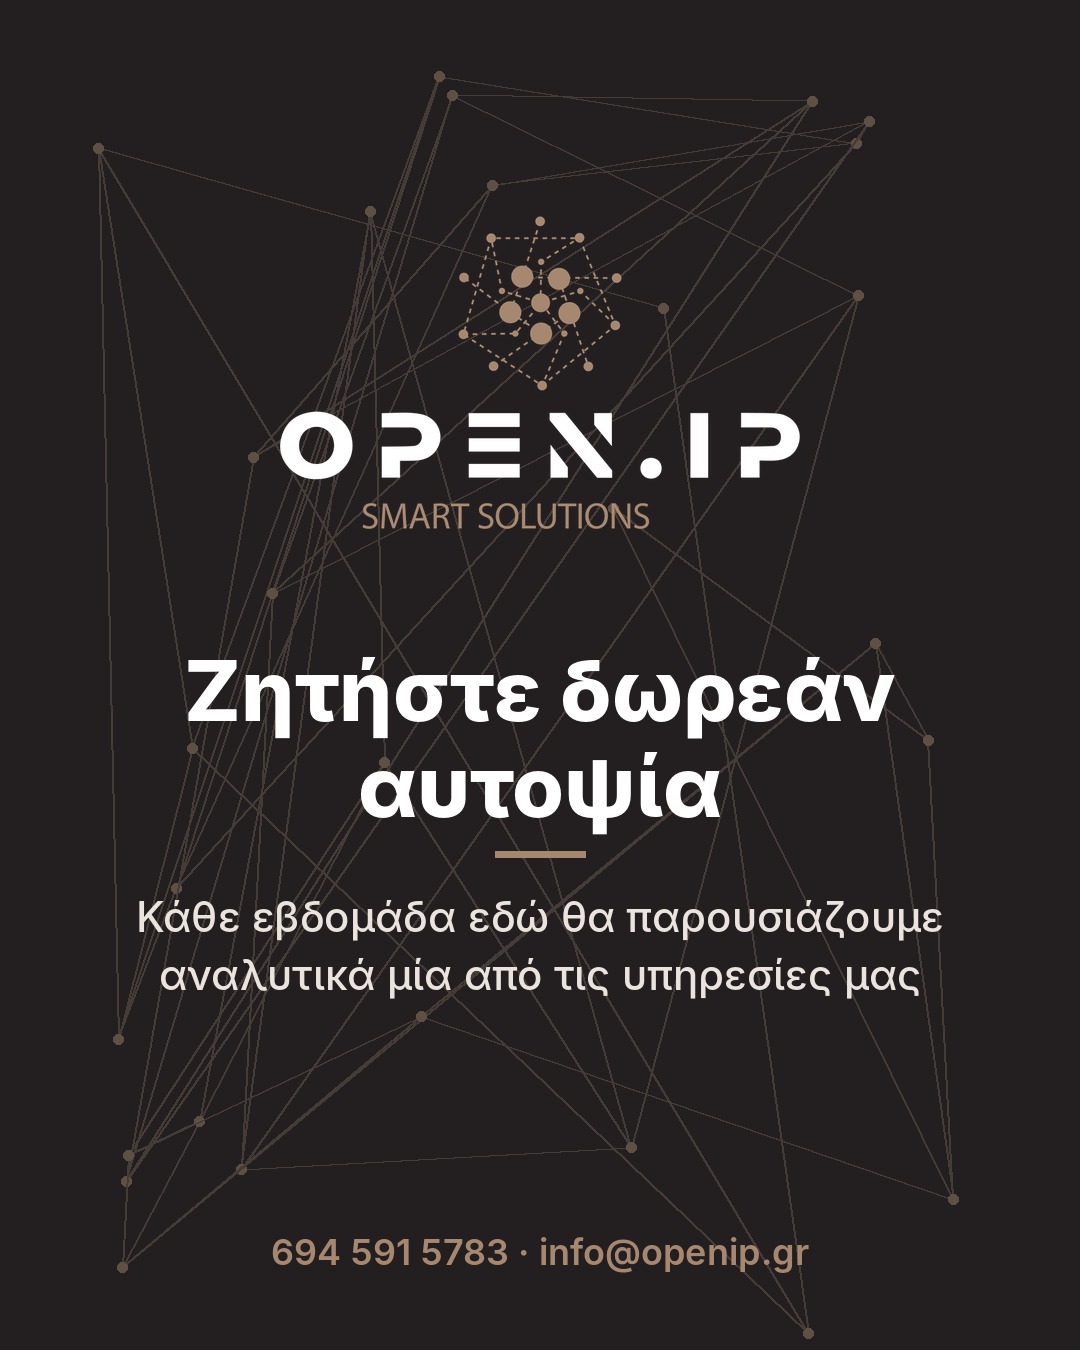 OPEN.IP
SMART SOLUTIONS
Ζητήστε δωρεάν
αυτοψία
Κάθε εβδομάδα εδώ θα παρουσιάζουμε
αναλυτικά μία από τις υπηρεσίες μας
694 591 5783 · info@openip.gr